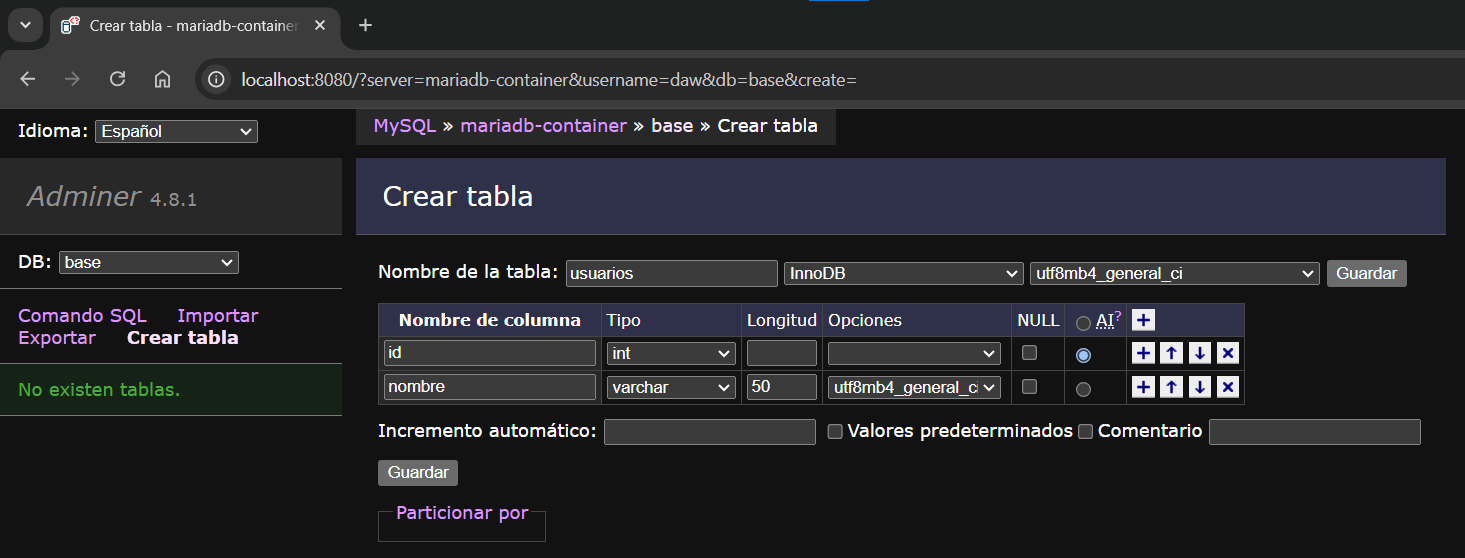 Crear tabla - mariadb-container
localhost:8080/?server=mariadb-container&username=daw&db=base&create=
Idioma: Español
MySQL » mariadb-container » base » Crear tabla
Adminer 4.8.1
Crear tabla
DB: base
Nombre de la tabla: usuarios InnoDB utf8mb4_general_ci Guardar
Comando SQL Importar
Exportar Crear tabla
No existen tablas.
Nombre de columna Tipo Longitud Opciones NULL AI?
id int
nombre varchar 50 utf8mb4_general_ci
Incremento automático: Valores predeterminados Comentario
Guardar
Particionar por